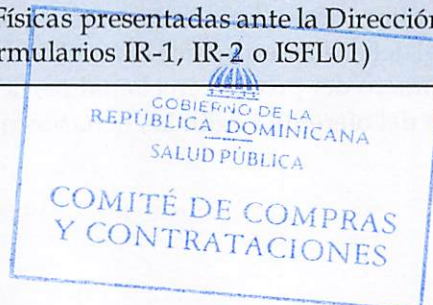 Físicas presentadas ante la Dirección
rmularios IR-1, IR-2 o ISFL01)
GOBIERNO DE LA
REPÚBLICA DOMINICANA
SALUD PÚBLICA
COMITÉ DE COMPRAS
Y CONTRATACIONES